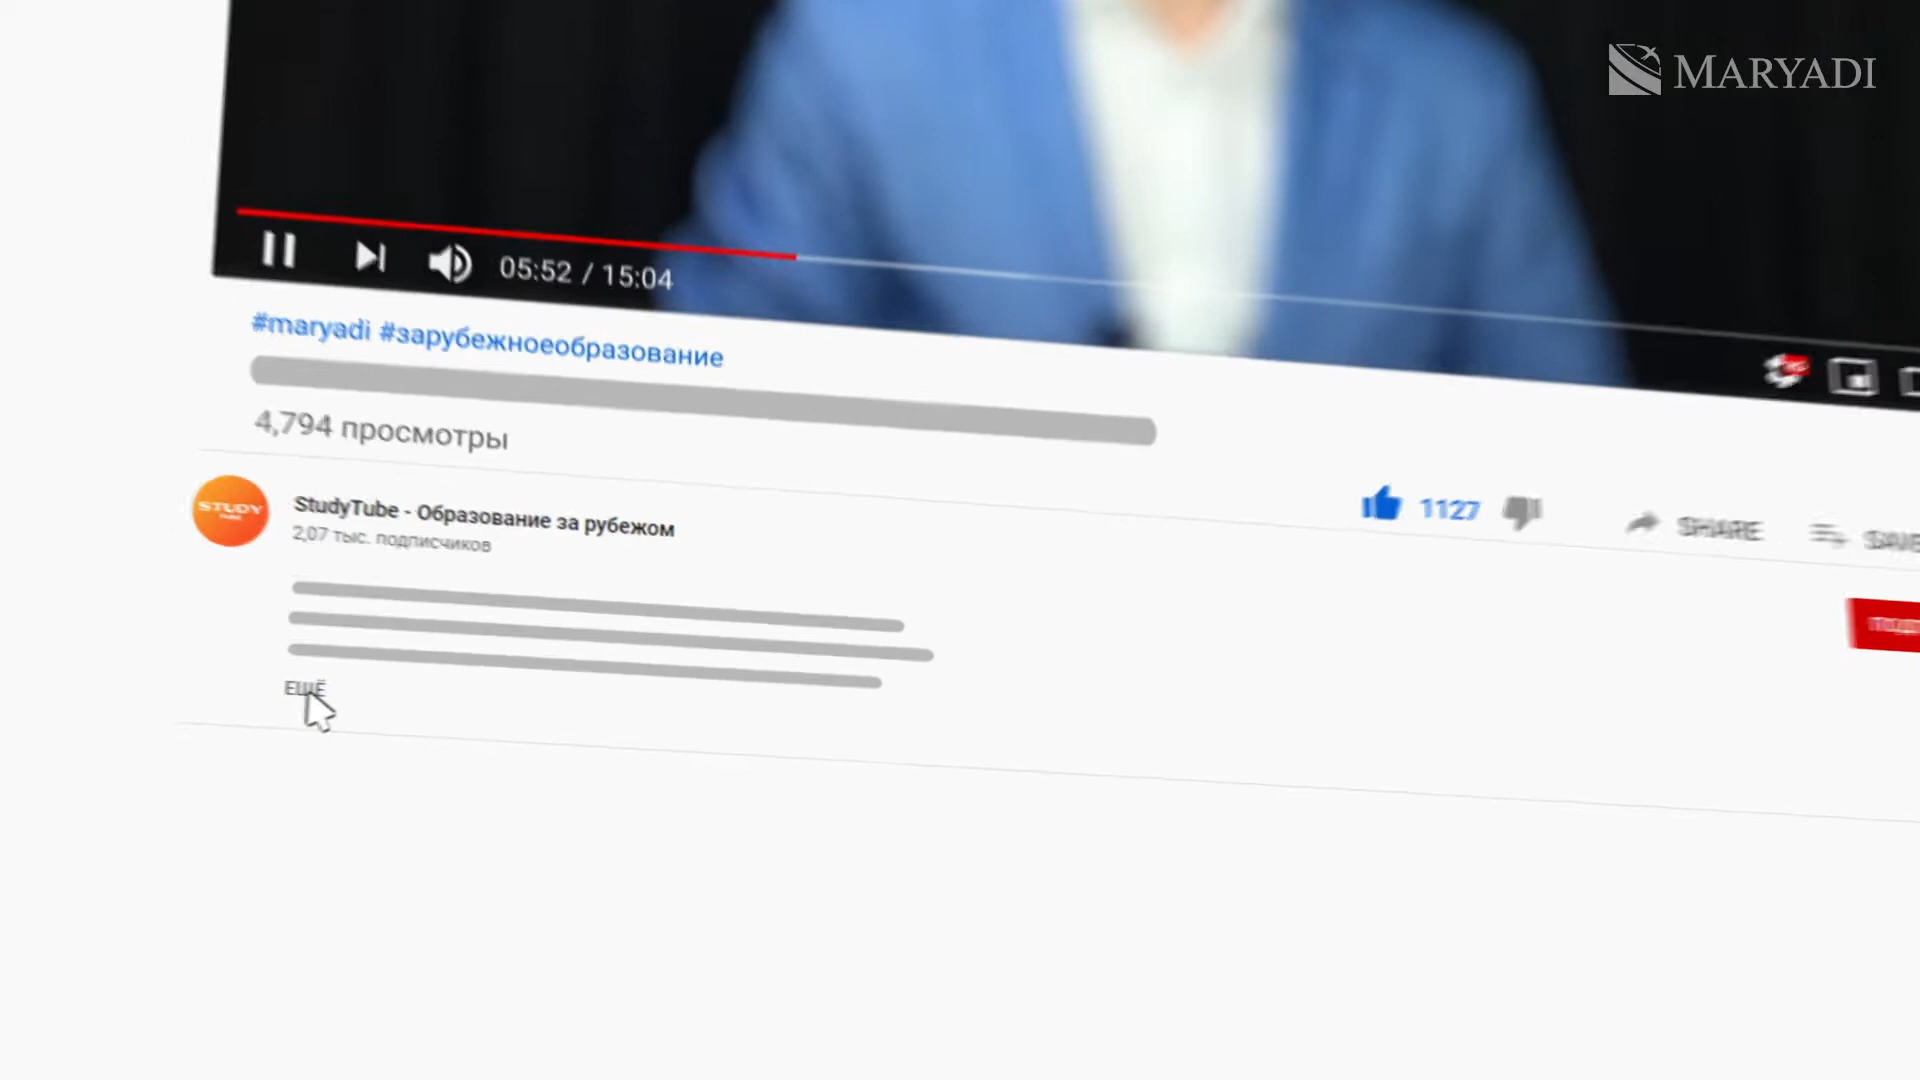 MARYADI
05:52 / 15:04
#maryadi #зарубежноеобразование
4,794 просмотры
1127
SHARE
SAVE
STUDY
StudyTube - Образование за рубежом
2,07 тыс. подписчиков
ЕЩЁ